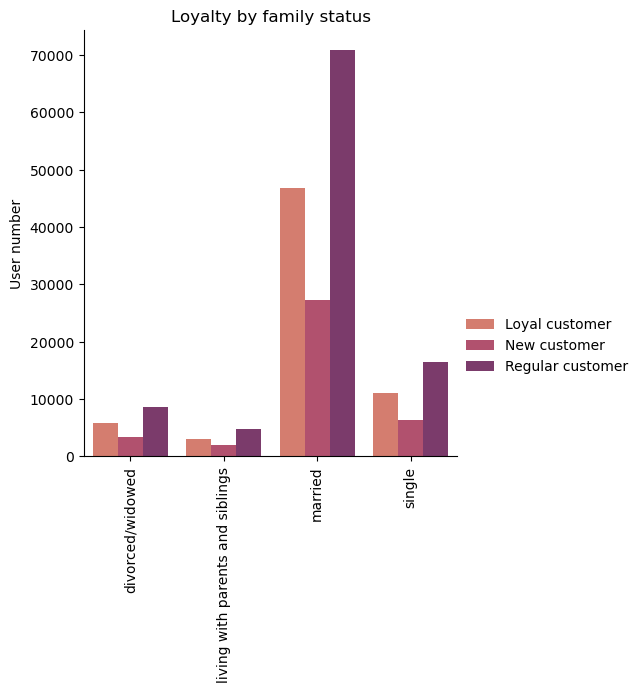 Loyalty by family status
User number
70000
60000
50000
40000
30000
20000
10000
0
divorced/widowed
living with parents and siblings
married
single
Loyal customer
New customer
Regular customer